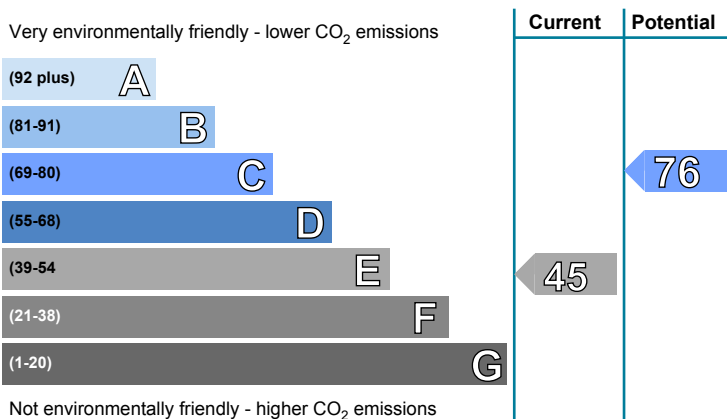 Current Potential
Very environmentally friendly - lower CO₂ emissions
(92 plus) A
(81-91) B
(69-80) C 76
(55-68) D
(39-54 E 45
(21-38) F
(1-20) G
Not environmentally friendly - higher CO₂ emissions